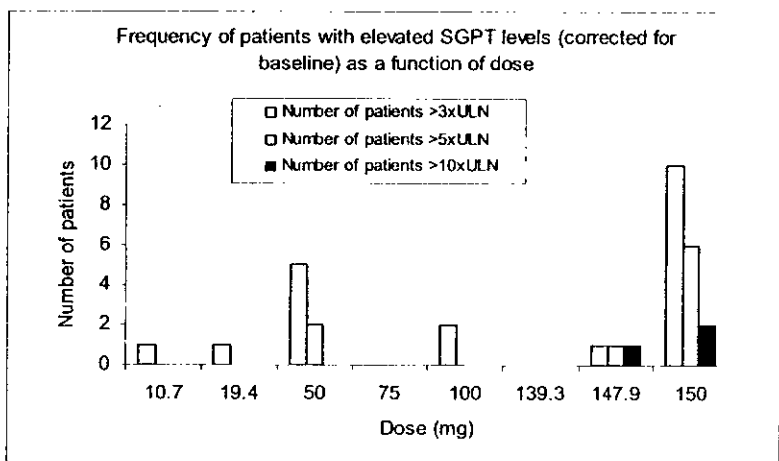 Frequency of patients with elevated SGPT levels (corrected for
baseline) as a function of dose
Number of patients >3xULN
Number of patients >5xULN
Number of patients >10xULN
Number of patients
12
10
8
6
4
2
0
10.7 19.4 50 75 100 139.3 147.9 150
Dose (mg)